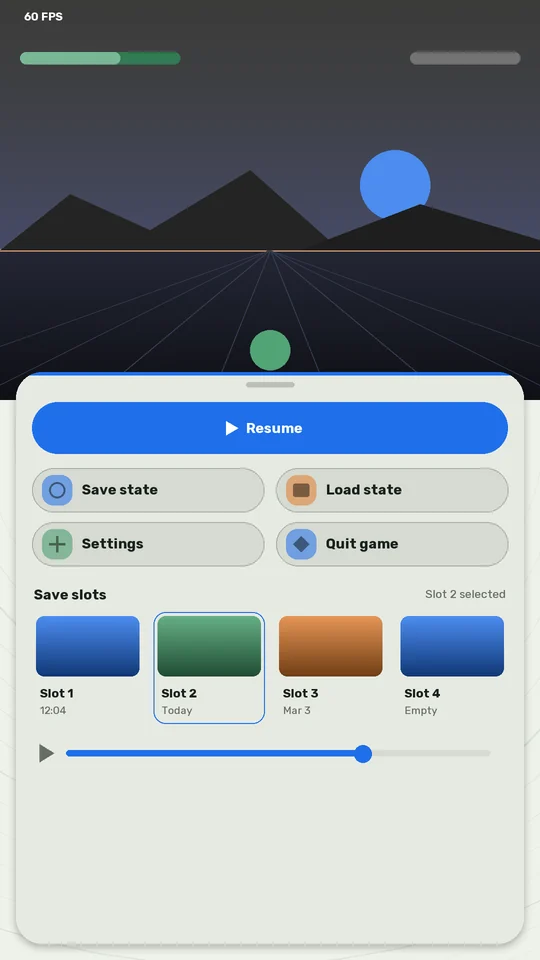 60 FPS
Resume
Save state
Load state
Settings
Quit game
Save slots
Slot 2 selected
Slot 1
12:04
Slot 2
Today
Slot 3
Mar 3
Slot 4
Empty